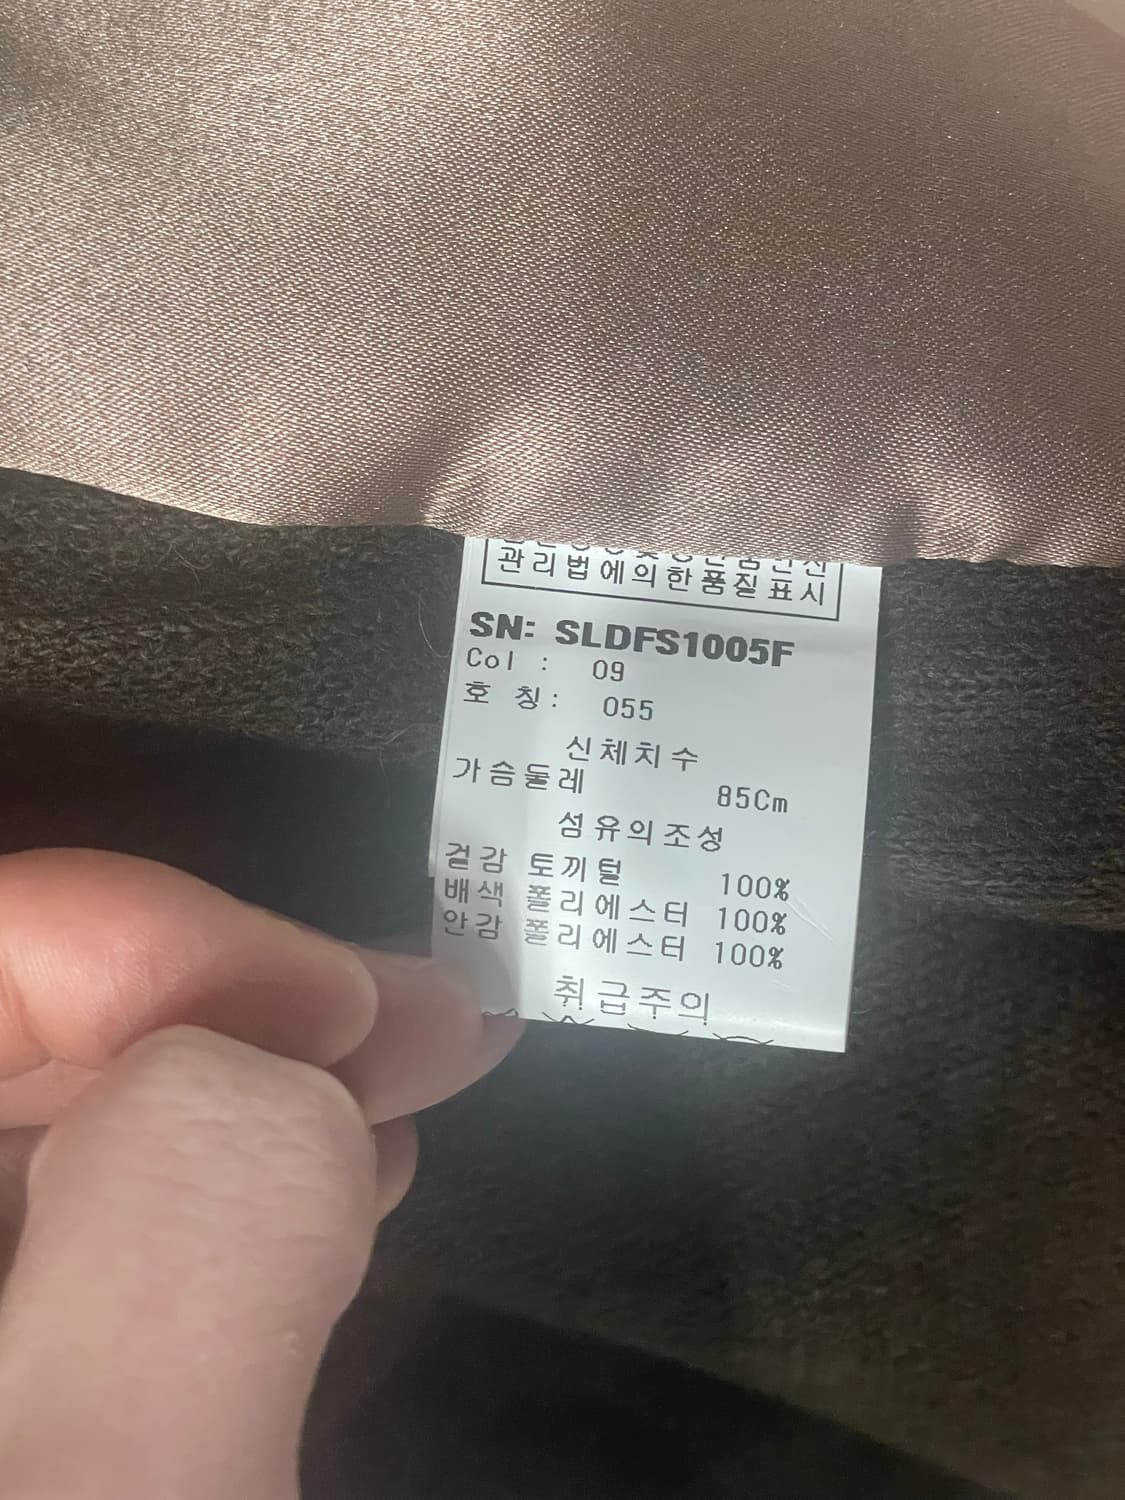 관리법에의한품질표시
SN: SLDFS1005F
Col : 09
호 칭: 055
신체치수
가슴둘레 85Cm
섬유의조성
겉감 토끼털 100%
배색 폴리에스터 100%
안감 폴리에스터 100%
취급주의